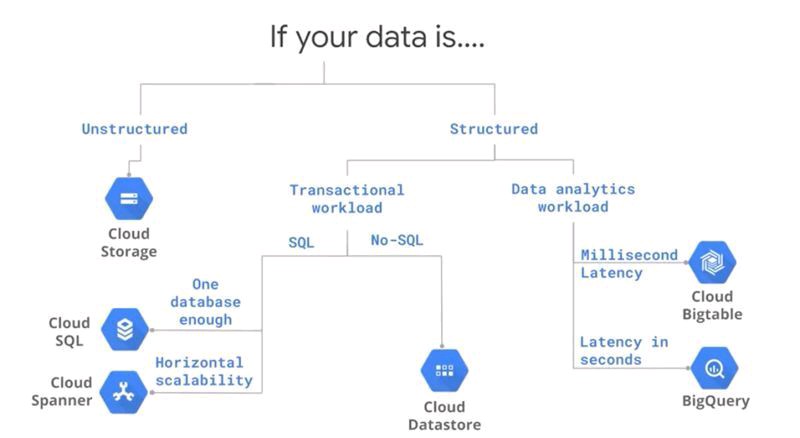 If your data is....
Unstructured
Structured
Cloud
Storage
Transactional
workload
Data analytics
workload
SQL
No-SQL
One
database
enough
Cloud
SQL
Horizontal
scalability
Cloud
Spanner
Cloud
Datastore
Millisecond
Latency
Cloud
Bigtable
Latency in
seconds
BigQuery